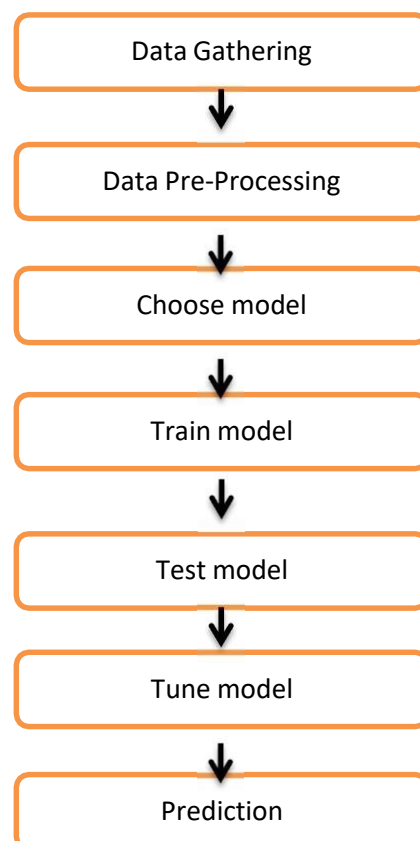 Data Gathering
Data Pre-Processing
Choose model
Train model
Test model
Tune model
Prediction